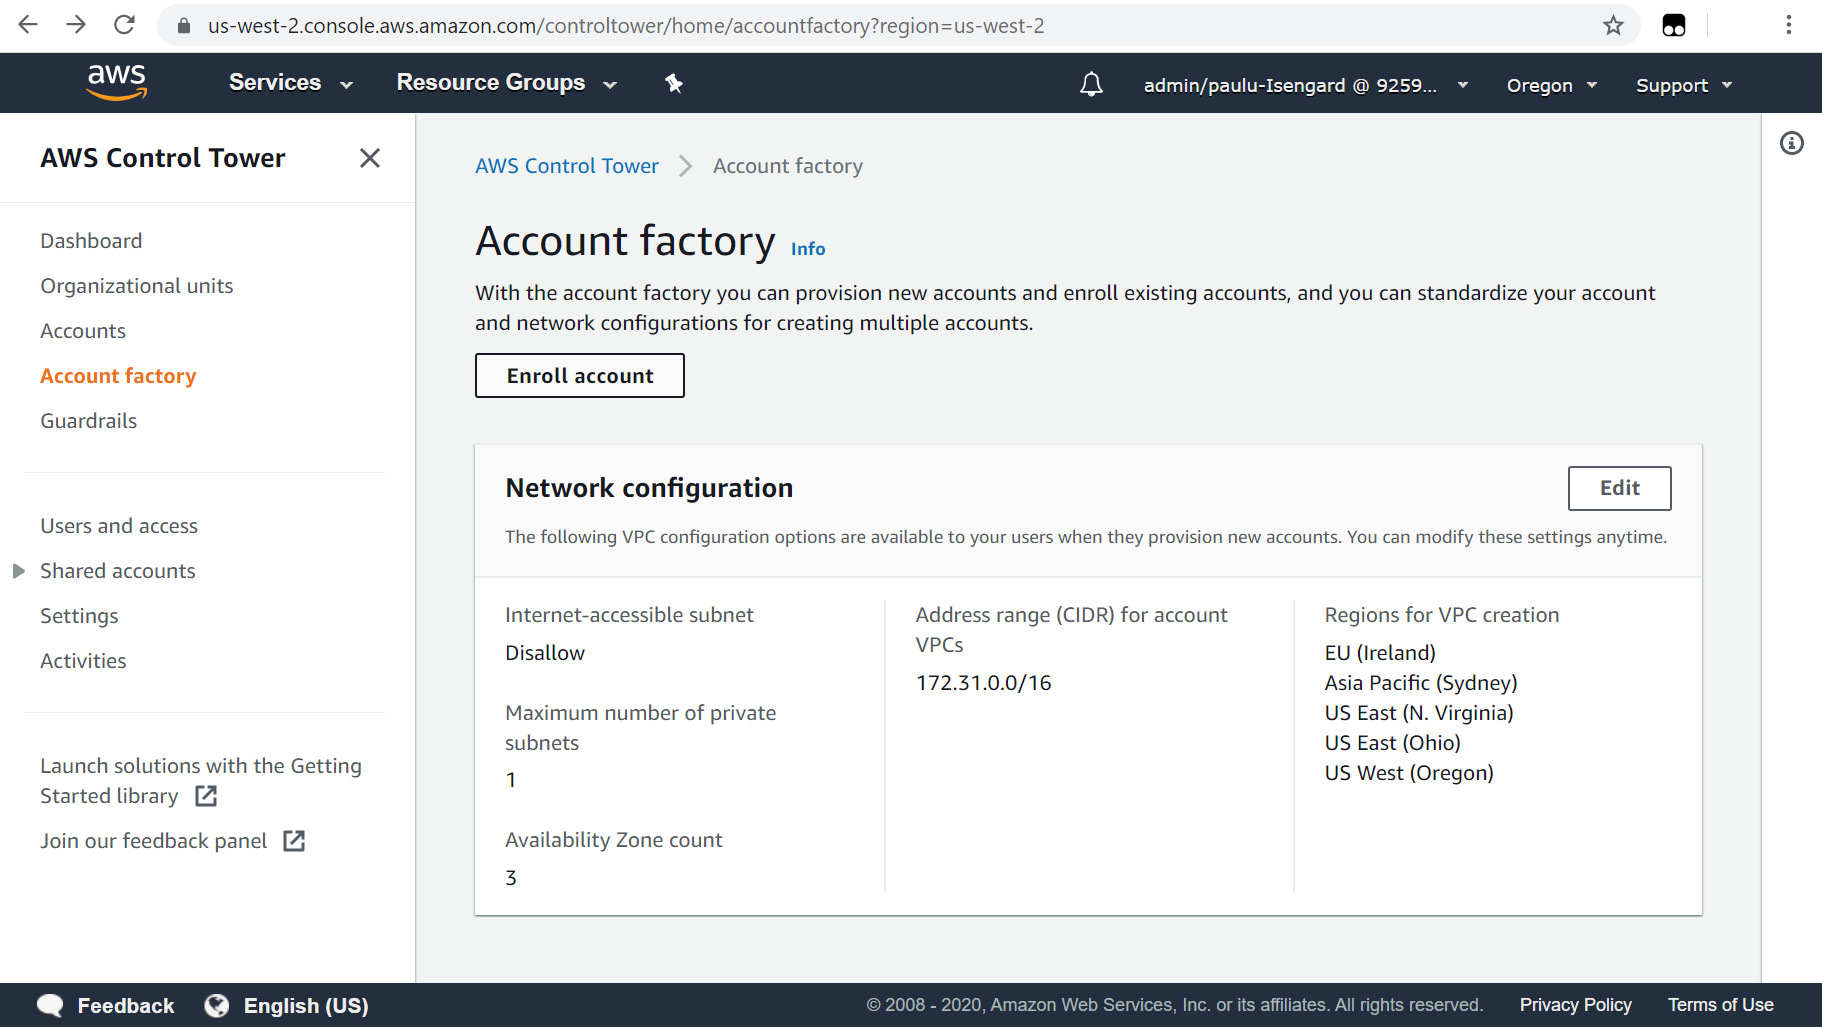 us-west-2.console.aws.amazon.com/controltower/home/accountfactory?region=us-west-2
aws
Services
Resource Groups
admin/paulu-Isengard @ 9259...
Oregon
Support
AWS Control Tower
Dashboard
Organizational units
Accounts
Account factory
Guardrails
Users and access
Shared accounts
Settings
Activities
Launch solutions with the Getting
Started library
Join our feedback panel
AWS Control Tower
Account factory
Account factory Info
With the account factory you can provision new accounts and enroll existing accounts, and you can standardize your account
and network configurations for creating multiple accounts.
Enroll account
Network configuration
Edit
The following VPC configuration options are available to your users when they provision new accounts. You can modify these settings anytime.
Internet-accessible subnet
Disallow
Maximum number of private
subnets
1
Availability Zone count
3
Address range (CIDR) for account
VPCs
172.31.0.0/16
Regions for VPC creation
EU (Ireland)
Asia Pacific (Sydney)
US East (N. Virginia)
US East (Ohio)
US West (Oregon)
Feedback
English (US)
© 2008 - 2020, Amazon Web Services, Inc. or its affiliates. All rights reserved.
Privacy Policy
Terms of Use